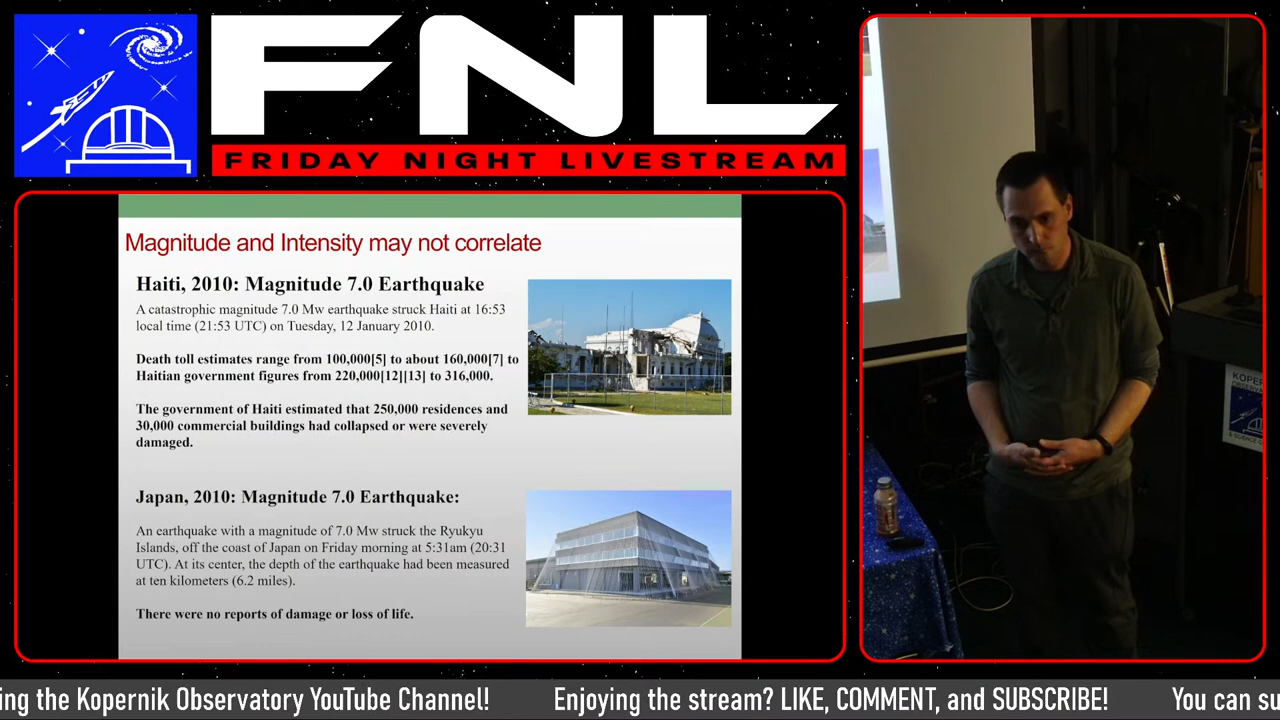 FNL
FRIDAY NIGHT LIVESTREAM
Magnitude and Intensity may not correlate
Haiti, 2010: Magnitude 7.0 Earthquake
A catastrophic magnitude 7.0 Mw earthquake struck Haiti at 16:53
local time (21:53 UTC) on Tuesday, 12 January 2010.
Death toll estimates range from 100,000[5] to about 160,000[7] to
Haitian government figures from 220,000[12][13] to 316,000.
The government of Haiti estimated that 250,000 residences and
30,000 commercial buildings had collapsed or were severely
damaged.
Japan, 2010: Magnitude 7.0 Earthquake:
An earthquake with a magnitude of 7.0 Mw struck the Ryukyu
Islands, off the coast of Japan on Friday morning at 5:31am (20:31
UTC). At its center, the depth of the earthquake had been measured
at ten kilometers (6.2 miles).
There were no reports of damage or loss of life.
KOPERN
ing the Kopernik Observatory YouTube Channel! Enjoying the stream? LIKE, COMMENT, and SUBSCRIBE! You can su